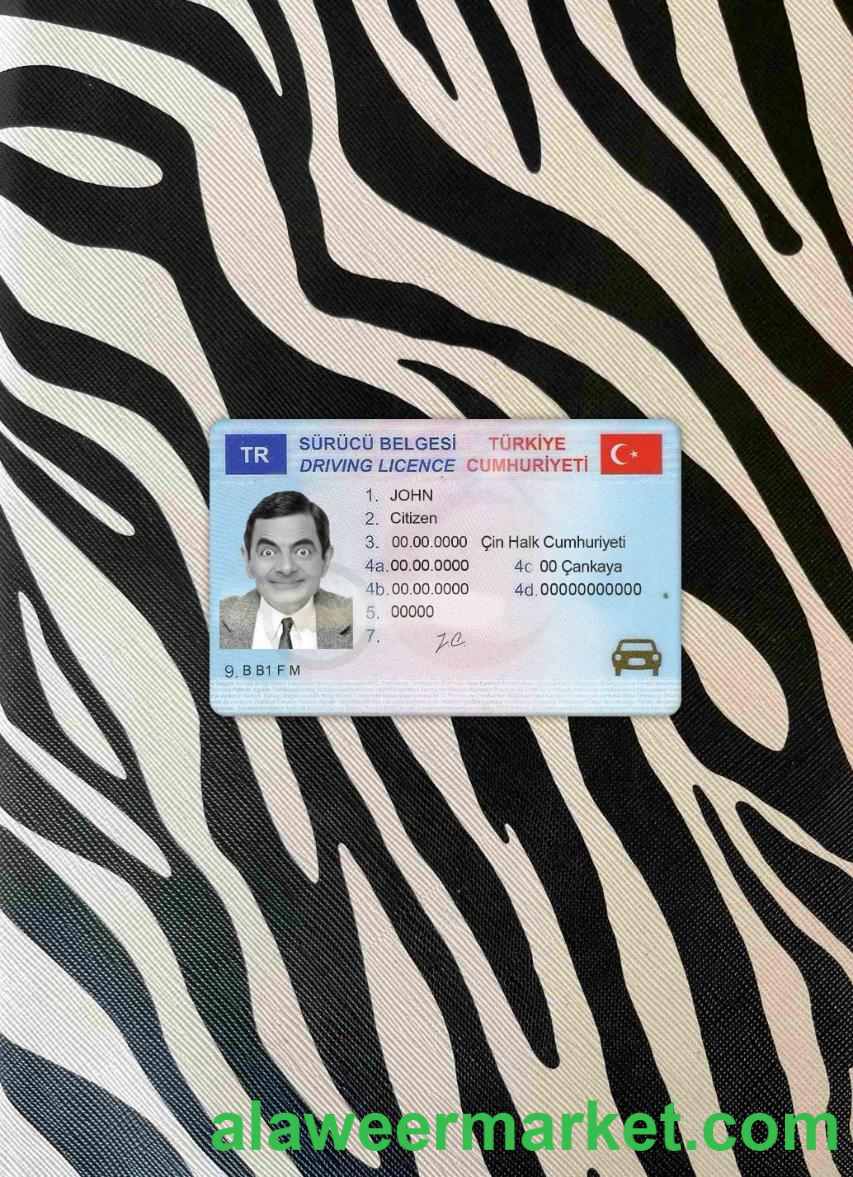 TR
SÜRÜCÜ BELGESİ TÜRKİYE
DRIVING LICENCE CUMHURİYETİ
1. JOHN
2. Citizen
3. 00.00.0000 Çin Halk Cumhuriyeti
4a. 00.00.0000 4c 00 Çankaya
4b. 00.00.0000 4d. 00000000000
5. 00000
7. J.C.
9. B B1 F M
alaweermarket.com